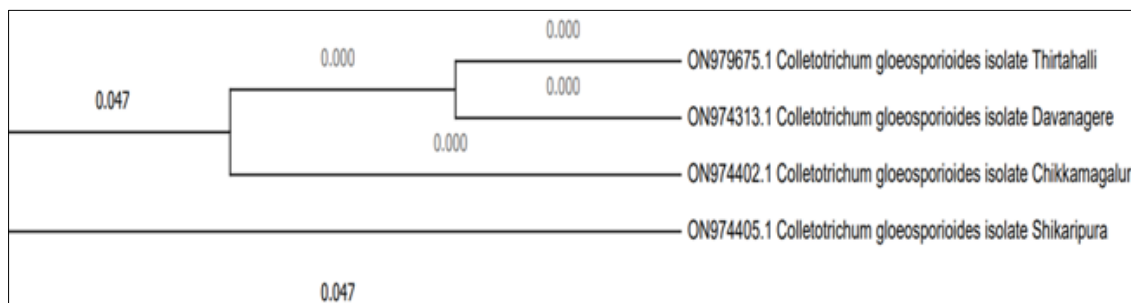 0.000
0.000
ON979675.1 Colletotrichum gloeosporioides isolate Thirtahalli
0.000
0.047
ON974313.1 Colletotrichum gloeosporioides isolate Davanagere
0.000
ON974402.1 Colletotrichum gloeosporioides isolate Chikkamagalur
ON974405.1 Colletotrichum gloeosporioides isolate Shikaripura
0.047